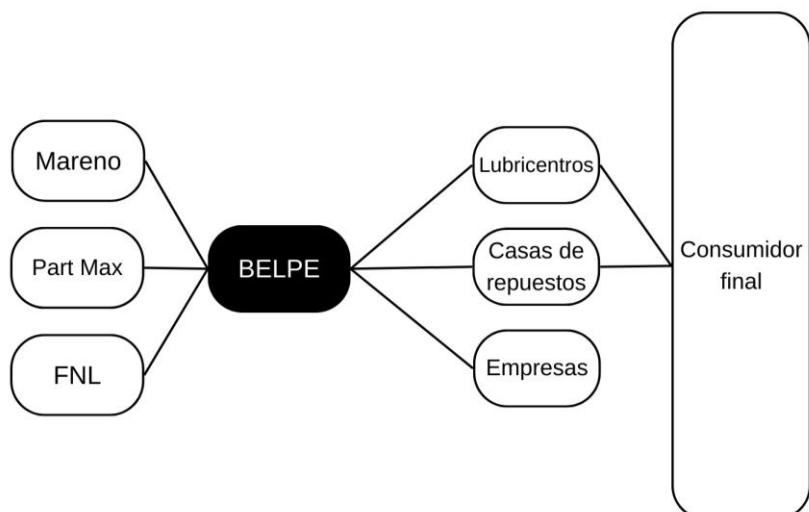 Mareno
Part Max
FNL
BELPE
Lubricentros
Casas de
repuestos
Empresas
Consumidor
final